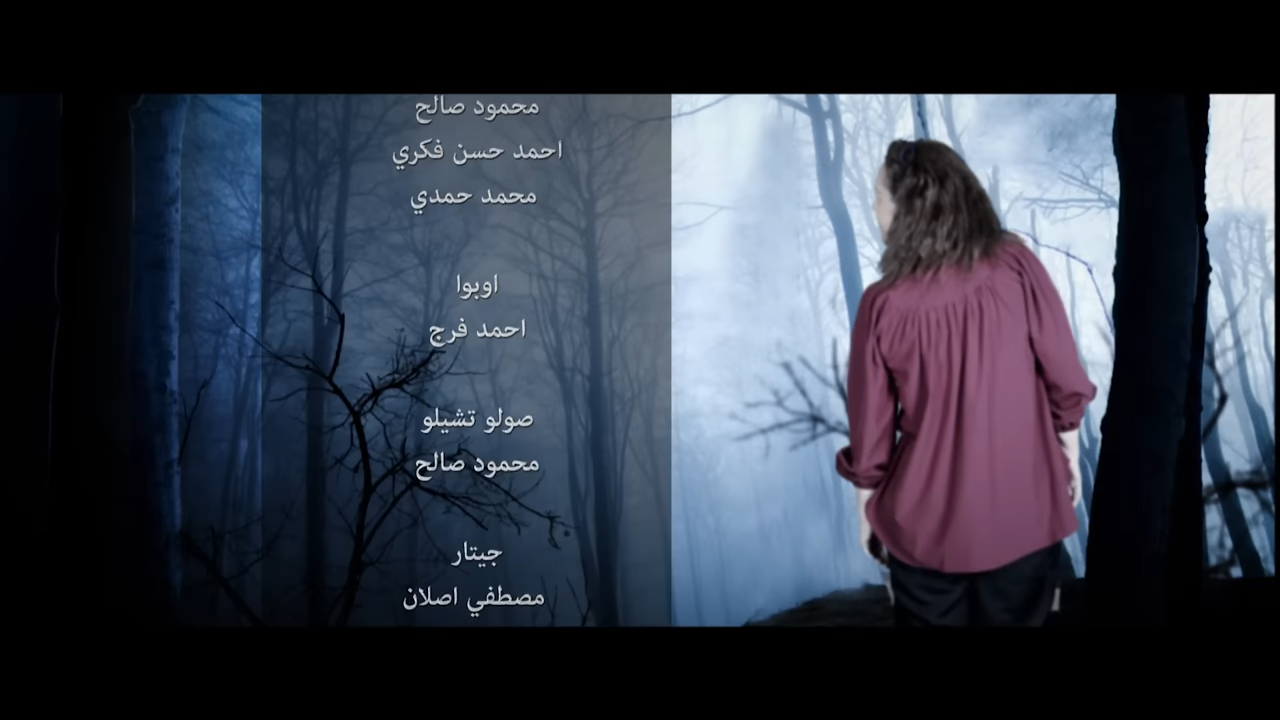 محمود صالح
احمد حسن فكري
محمد حمدي
اوبوا
احمد فرج
صولو تشيلو
محمود صالح
جيتار
مصطفي اصلان